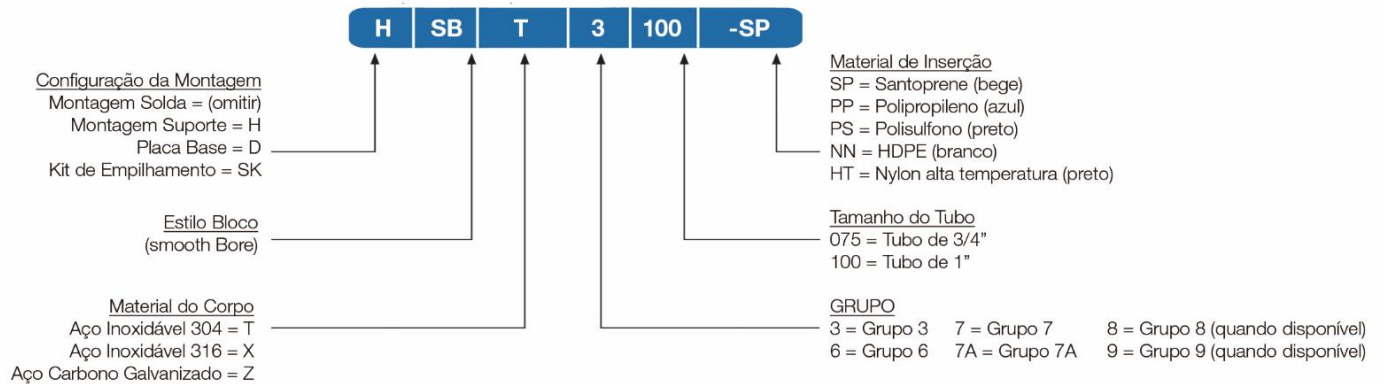 H SB T 3 100 -SP
Configuração da Montagem
Montagem Solda = (omitir)
Montagem Suporte = H
Placa Base = D
Kit de Empilhamento = SK
Estilo Bloco
(smooth Bore)
Material do Corpo
Aço Inoxidável 304 = T
Aço Inoxidável 316 = X
Aço Carbono Galvanizado = Z
Material de Inserção
SP = Santoprene (bege)
PP = Polipropileno (azul)
PS = Polisulfono (preto)
NN = HDPE (branco)
HT = Nylon alta temperatura (preto)
Tamanho do Tubo
075 = Tubo de 3/4”
100 = Tubo de 1”
GRUPO
3 = Grupo 3 7 = Grupo 7 8 = Grupo 8 (quando disponível)
6 = Grupo 6 7A = Grupo 7A 9 = Grupo 9 (quando disponível)